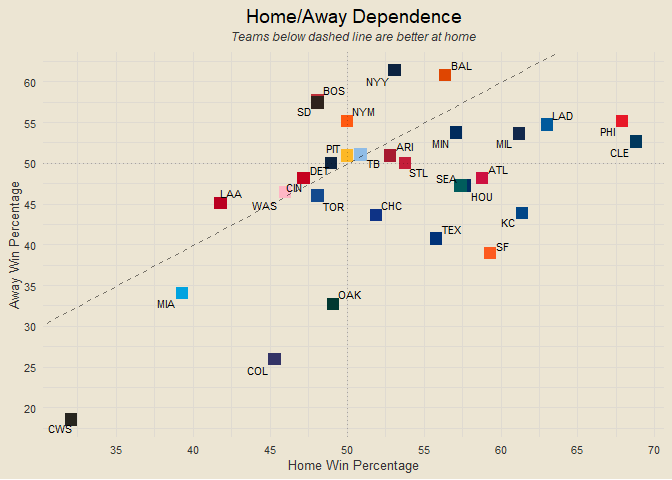 Home/Away Dependence
Teams below dashed line are better at home
Away Win Percentage
60
55
50
45
40
35
30
25
20
BAL
NYY
BOS
SD
NYM
LAD
PHI
MIN
MIL
CLE
PIT
TB
ARI
STL
DET
CIN
WAS
LAA
TOR
CHC
SEA
HOU
ATL
KC
TEX
SF
OAK
MIA
COL
CWS
35
40
45
50
55
60
65
70
Home Win Percentage